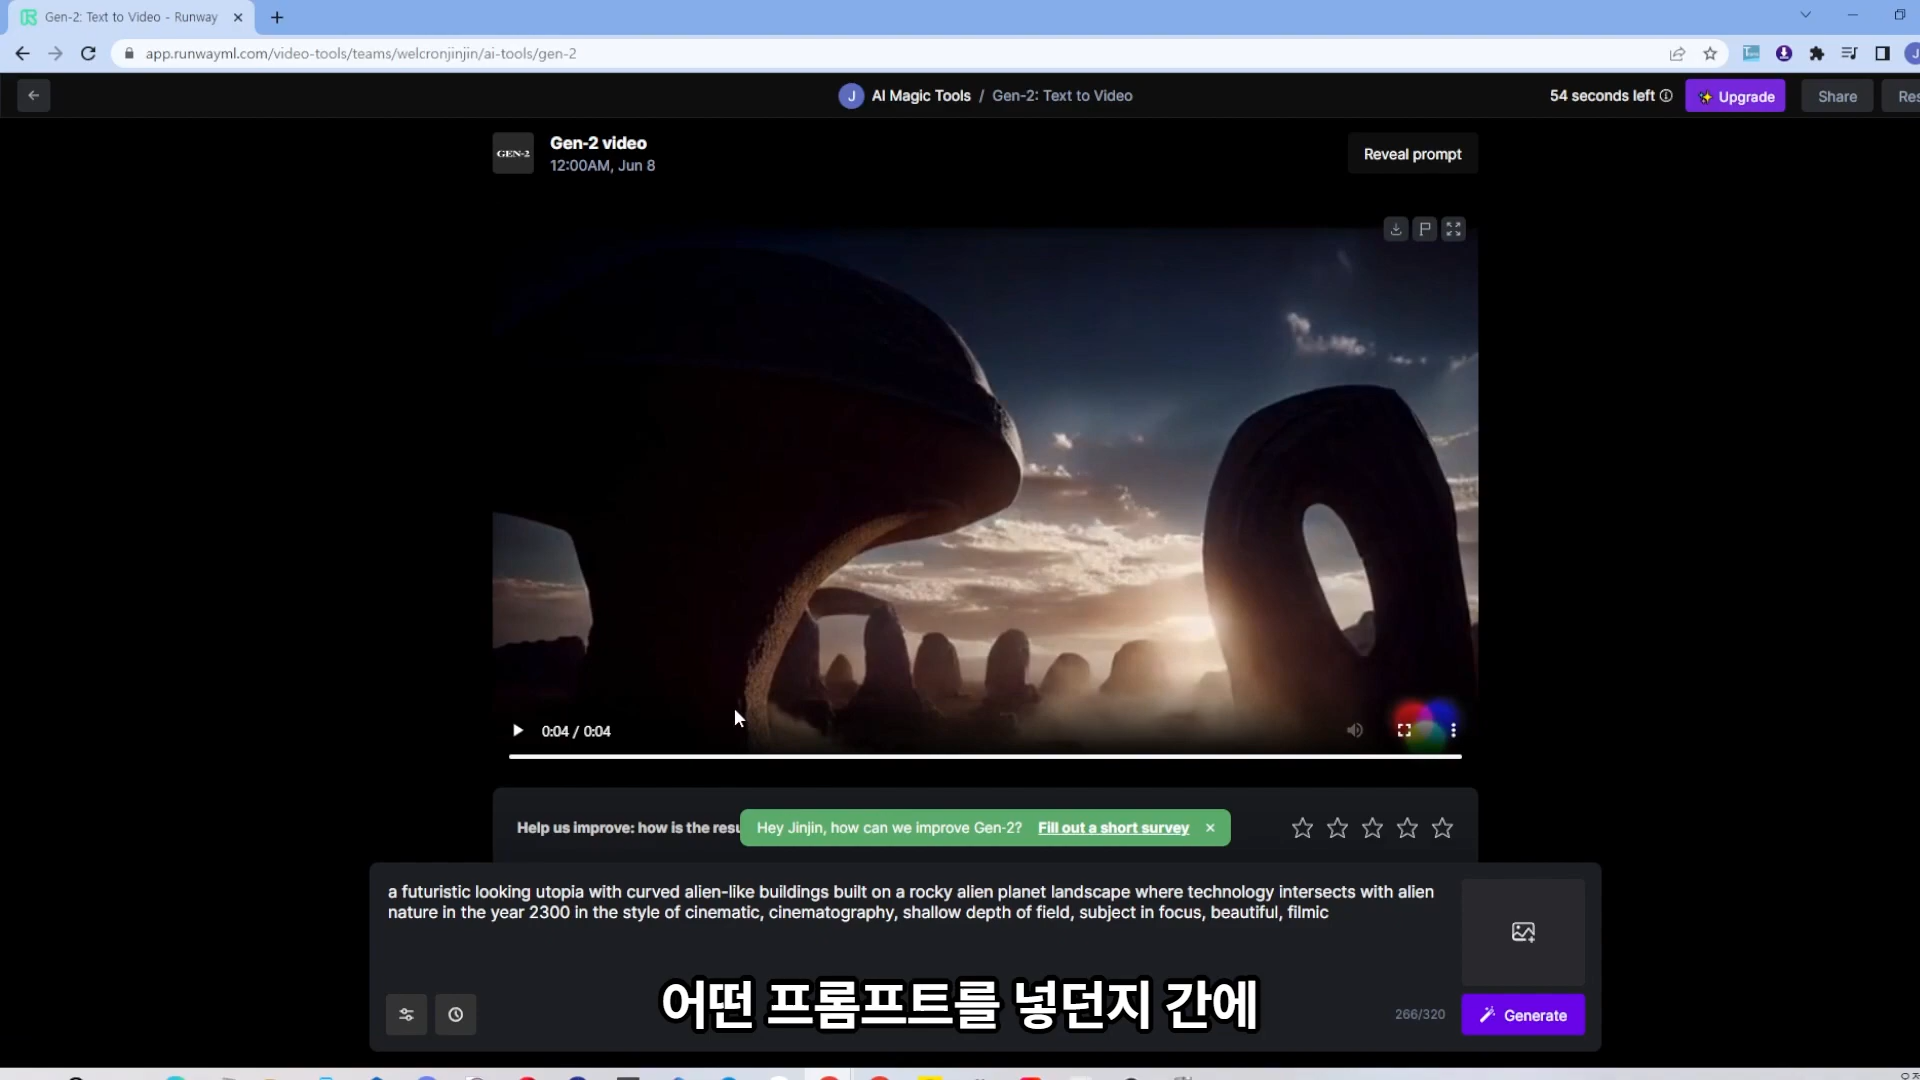 Gen-2: Text to Video - Runway
app.runwayml.com/video-tools/teams/welcronjinjin/ai-tools/gen-2
J AI Magic Tools / Gen-2: Text to Video
54 seconds left
Upgrade
Share
GEN-2
Gen-2 video
12:00AM, Jun 8
Reveal prompt
0:04 / 0:04
Help us improve: how is the
Hey Jinjin, how can we improve Gen-2? Fill out a short survey
a futuristic looking utopia with curved alien-like buildings built on a rocky alien planet landscape where technology intersects with alien
nature in the year 2300 in the style of cinematic, cinematography, shallow depth of field, subject in focus, beautiful, filmic
어떤 프롬프트를 넣던지 간에
266/320
Generate